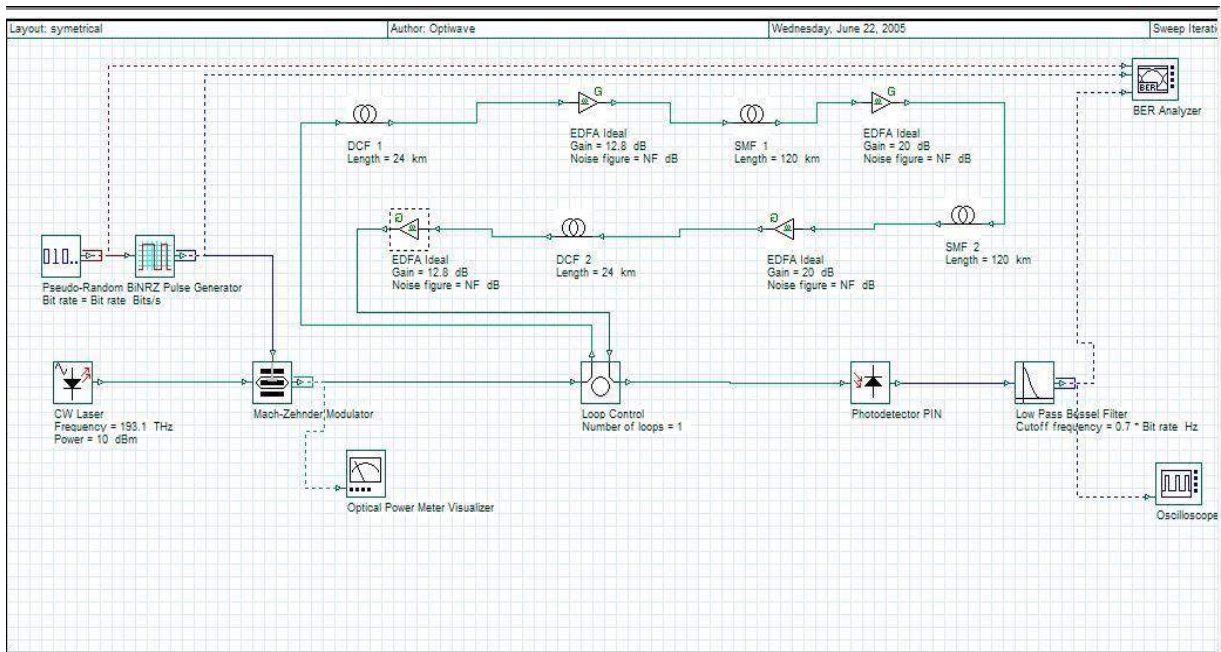 Layout: symetrical
Author: Optiwave
Wednesday, June 22, 2005
Sweep Iterati
BER
BER Analyzer
G
G
DCF 1
Length = 24 km
EDFA Ideal
Gain = 12.8 dB
Noise figure = NF dB
SMF 1
Length = 120 km
EDFA Ideal
Gain = 20 dB
Noise figure = NF dB
G
G
EDFA Ideal
Gain = 12.8 dB
Noise figure = NF dB
DCF 2
Length = 24 km
EDFA Ideal
Gain = 20 dB
Noise figure = NF dB
SMF 2
Length = 120 km
010..
Pseudo-Random Bi
NRZ Pulse Generator
Bit rate = Bit rate Bits/s
CW Laser
Frequency = 193.1 THz
Power = 10 dBm
Mach-Zehnder Modulator
Loop Control
Number of loops = 1
Photodetector PIN
Low Pass Bessel Filter
Cutoff frequency = 0.7 * Bit rate Hz
Optical Power Meter Visualizer
Oscilloscope